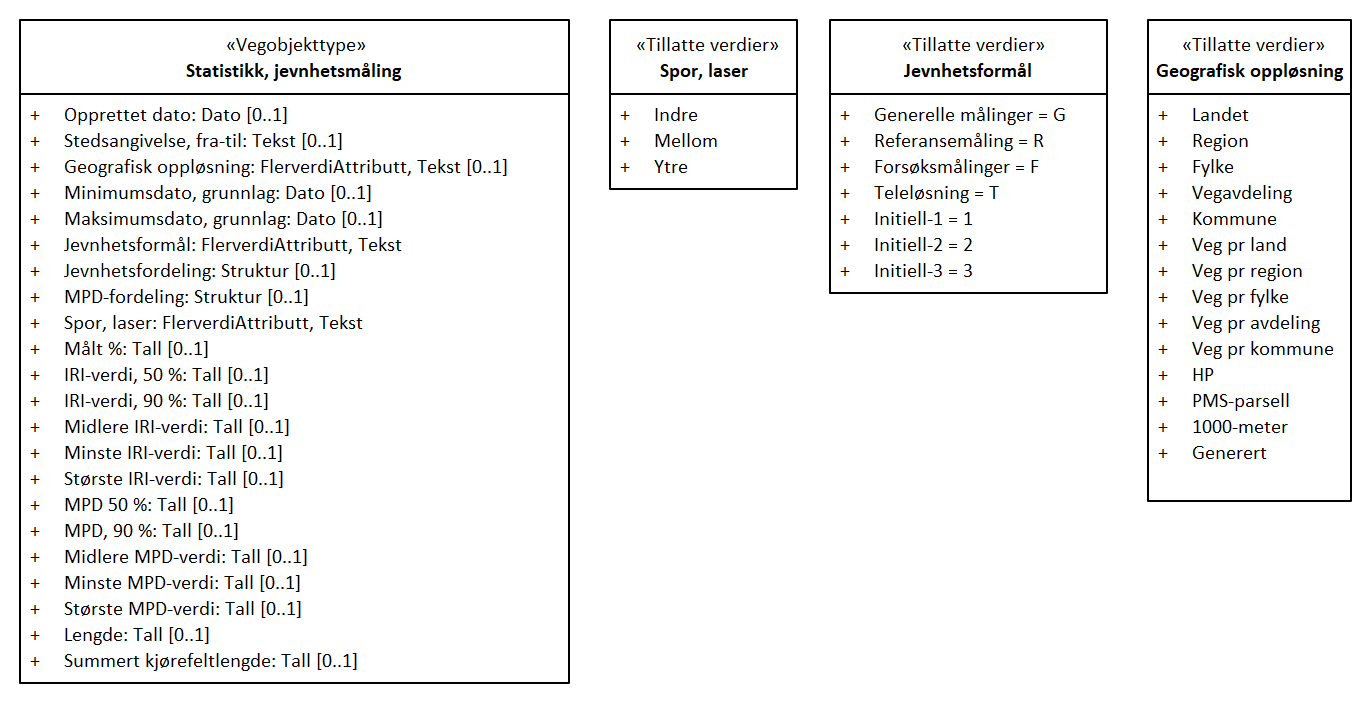 «Vegobjekttype»
Statistikk, jevnhetsmåling
+ Opprettet dato: Dato [0..1]
+ Stedsangivelse, fra-til: Tekst [0..1]
+ Geografisk oppløsning: FlerverdiAttributt, Tekst [0..1]
+ Minimumsdato, grunnlag: Dato [0..1]
+ Maksimumsdato, grunnlag: Dato [0..1]
+ Jevnhetsformål: FlerverdiAttributt, Tekst
+ Jevnhetsfordeling: Struktur [0..1]
+ MPD-fordeling: Struktur [0..1]
+ Spor, laser: FlerverdiAttributt, Tekst
+ Målt %: Tall [0..1]
+ IRI-verdi, 50 %: Tall [0..1]
+ IRI-verdi, 90 %: Tall [0..1]
+ Midlere IRI-verdi: Tall [0..1]
+ Minste IRI-verdi: Tall [0..1]
+ Største IRI-verdi: Tall [0..1]
+ MPD 50 %: Tall [0..1]
+ MPD, 90 %: Tall [0..1]
+ Midlere MPD-verdi: Tall [0..1]
+ Minste MPD-verdi: Tall [0..1]
+ Største MPD-verdi: Tall [0..1]
+ Lengde: Tall [0..1]
+ Summert kjørefeltlengde: Tall [0..1]
«Tillatte verdier»
Spor, laser
+ Indre
+ Mellom
+ Ytre
«Tillatte verdier»
Jevnhetsformål
+ Generelle målinger = G
+ Referansemåling = R
+ Forsøksmålinger = F
+ Teleløsning = T
+ Initiell-1 = 1
+ Initiell-2 = 2
+ Initiell-3 = 3
«Tillatte verdier»
Geografisk oppløsning
+ Landet
+ Region
+ Fylke
+ Vegavdeling
+ Kommune
+ Veg pr land
+ Veg pr region
+ Veg pr fylke
+ Veg pr avdeling
+ Veg pr kommune
+ HP
+ PMS-parsell
+ 1000-meter
+ Generert